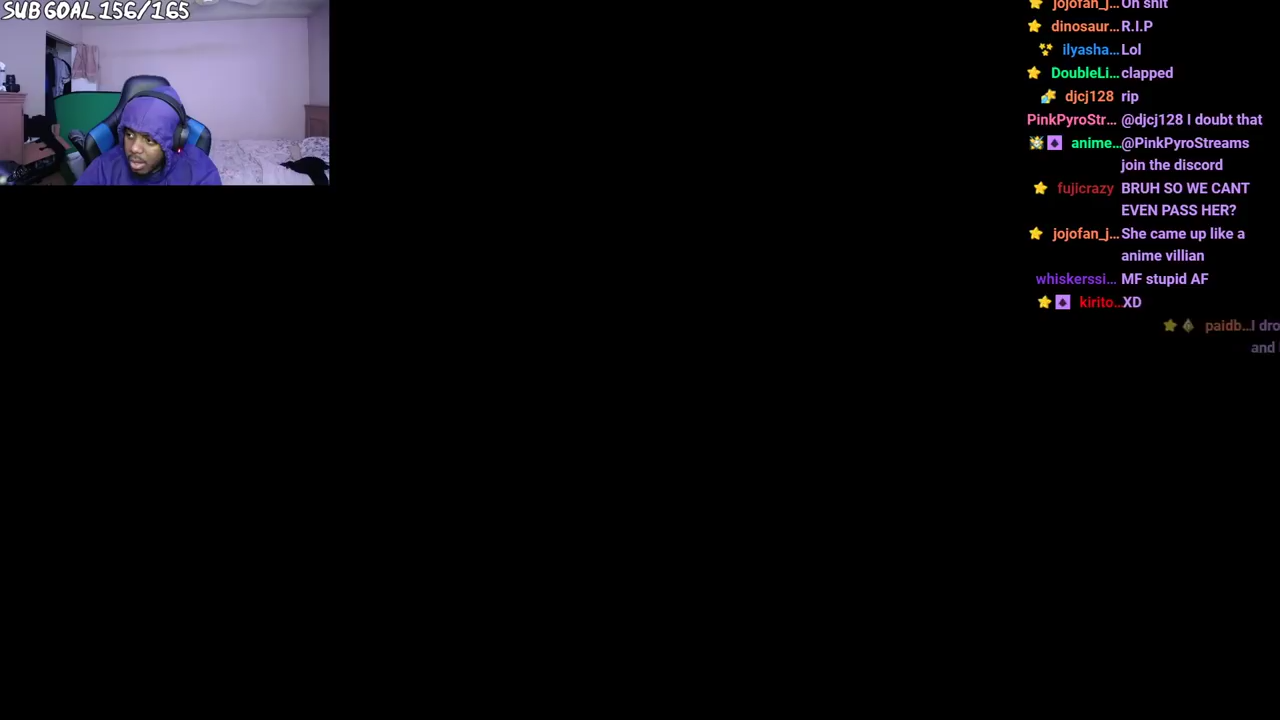 SUB GOAL 156/165
jojofan_j... Oh shit
dinosaur... R.I.P
ilyasha... Lol
DoubleLi... clapped
djcj128 rip
PinkPyroStr... @djcj128 I doubt that
anime... @PinkPyroStreams
join the discord
fujicrazy BRUH SO WE CANT
EVEN PASS HER?
jojofan_j... She came up like a
anime villian
whiskerssi... MF stupid AF
kirito... XD
paidb... I dro
and